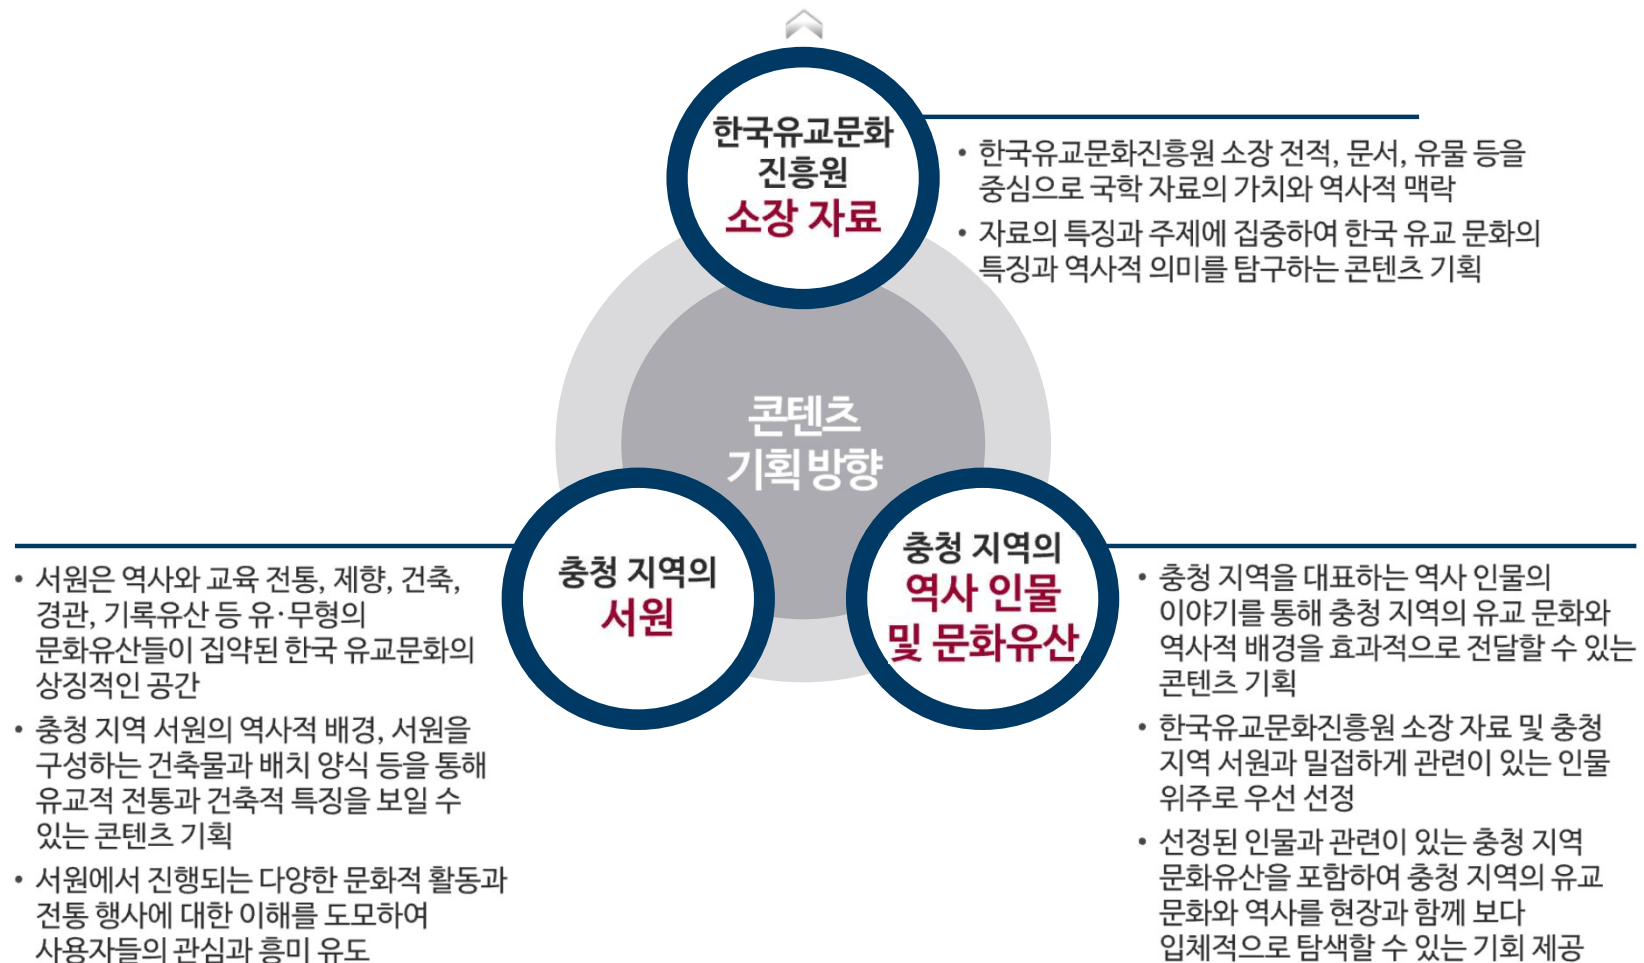 한국유교문화
진흥원
소장 자료
• 한국유교문화진흥원 소장 전적, 문서, 유물 등을
중심으로 국학 자료의 가치와 역사적 맥락
• 자료의 특징과 주제에 집중하여 한국 유교 문화의
특징과 역사적 의미를 탐구하는 콘텐츠 기획
콘텐츠
기획 방향
충청 지역의
서원
• 서원은 역사와 교육 전통, 제향, 건축,
경관, 기록유산 등 유·무형의
문화유산들이 집약된 한국 유교문화의
상징적인 공간
• 충청 지역 서원의 역사적 배경, 서원을
구성하는 건축물과 배치 양식 등을 통해
유교적 전통과 건축적 특징을 보일 수
있는 콘텐츠 기획
• 서원에서 진행되는 다양한 문화적 활동과
전통 행사에 대한 이해를 도모하여
사용자들의 관심과 흥미 유도
충청 지역의
역사 인물
및 문화유산
• 충청 지역을 대표하는 역사 인물의
이야기를 통해 충청 지역의 유교 문화와
역사적 배경을 효과적으로 전달할 수 있는
콘텐츠 기획
• 한국유교문화진흥원 소장 자료 및 충청
지역 서원과 밀접하게 관련이 있는 인물
위주로 우선 선정
• 선정된 인물과 관련이 있는 충청 지역
문화유산을 포함하여 충청 지역의 유교
문화와 역사를 현장과 함께 보다
입체적으로 탐색할 수 있는 기회 제공